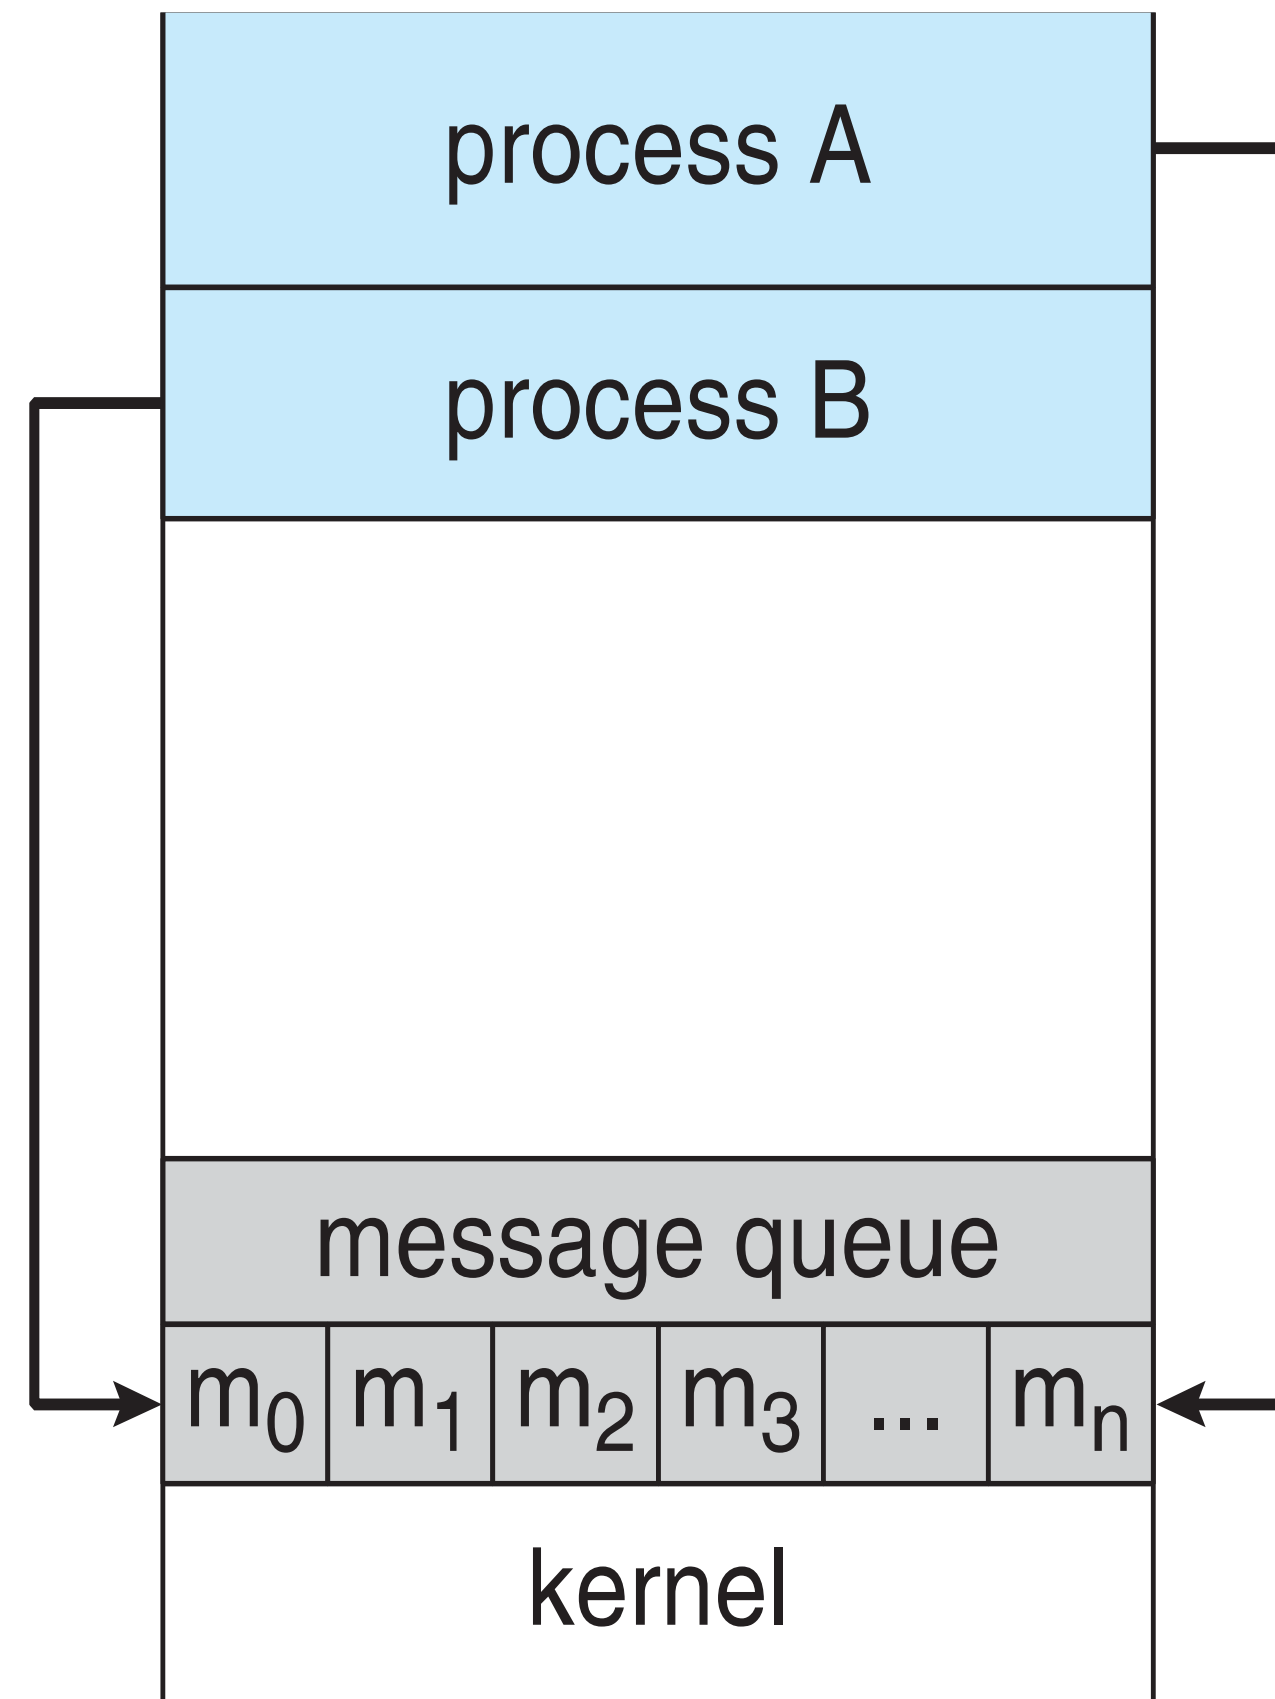 process A
process B
message queue
m0 m1 m2 m3 ... mn
kernel